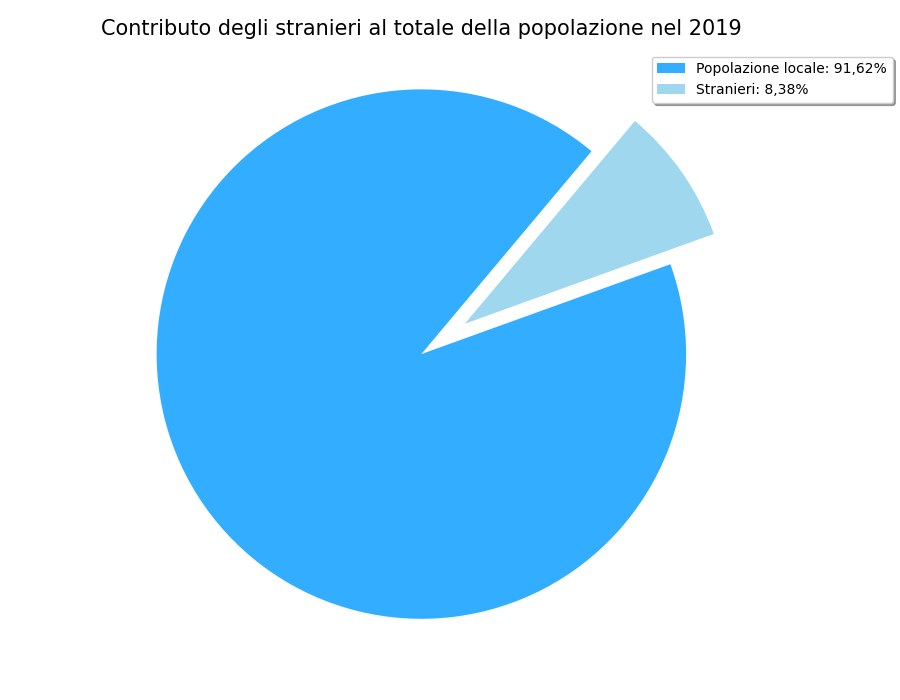 Contributo degli stranieri al totale della popolazione nel 2019
Popolazione locale: 91,62%
Stranieri: 8,38%